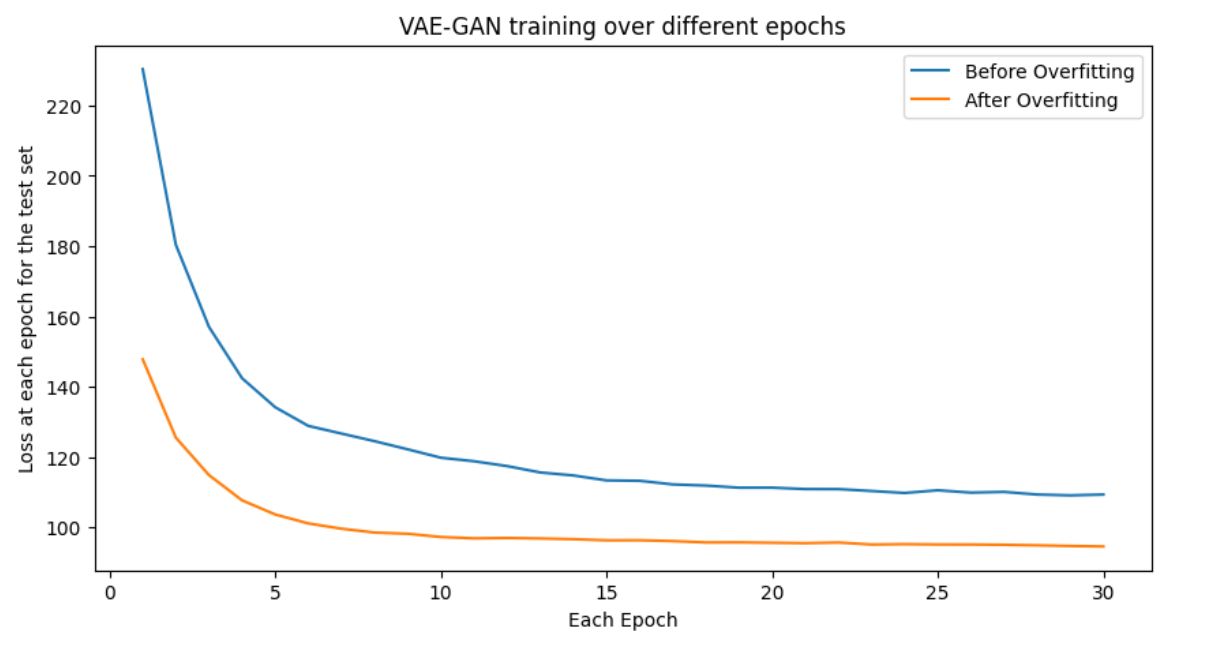 VAE-GAN training over different epochs
Before Overfitting
After Overfitting
Loss at each epoch for the test set
220
200
180
160
140
120
100
0 5 10 15 20 25 30
Each Epoch